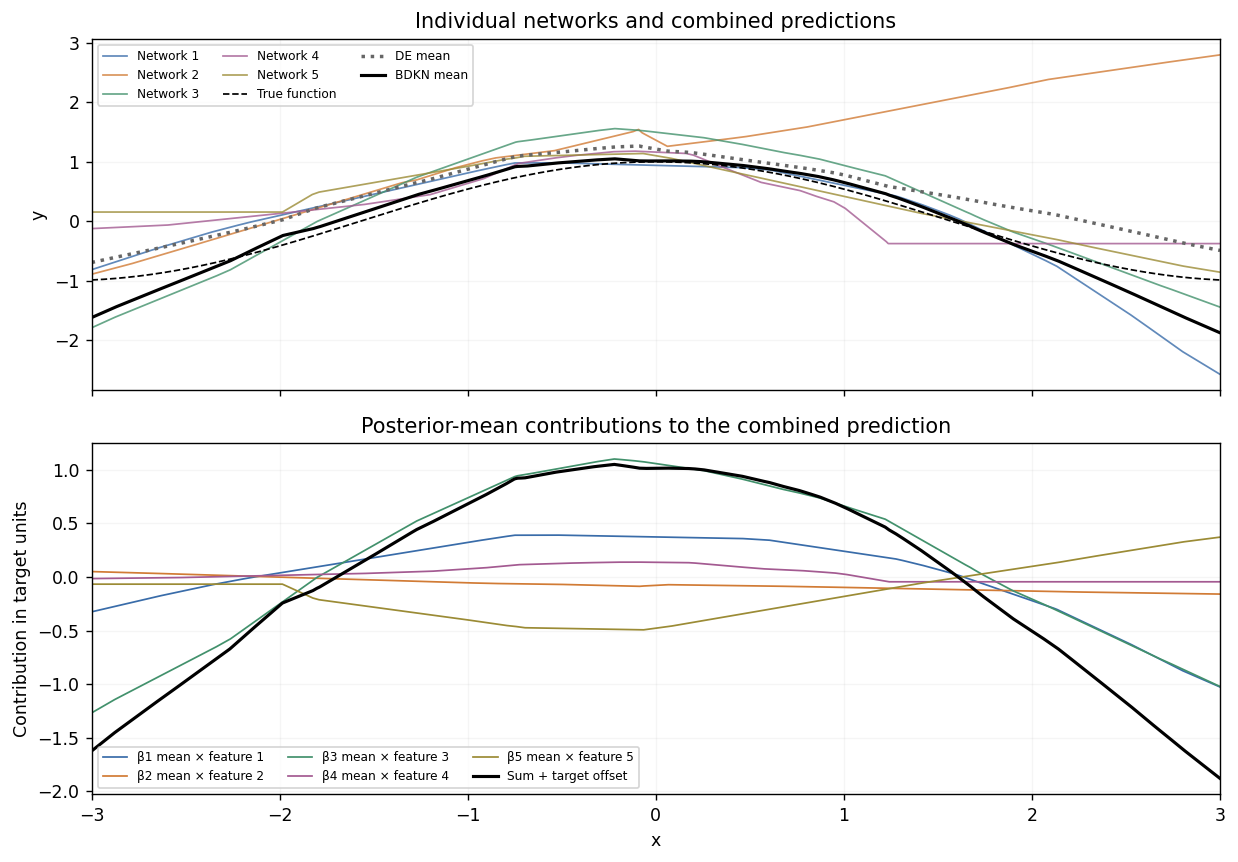 Individual networks and combined predictions
3
2
1
0
−1
−2
y
Network 1
Network 2
Network 3
Network 4
Network 5
True function
DE mean
BDKN mean
Posterior-mean contributions to the combined prediction
1.0
0.5
0.0
−0.5
−1.0
−1.5
−2.0
Contribution in target units
β1 mean × feature 1
β2 mean × feature 2
β3 mean × feature 3
β4 mean × feature 4
β5 mean × feature 5
Sum + target offset
−3 −2 −1 0 1 2 3
x